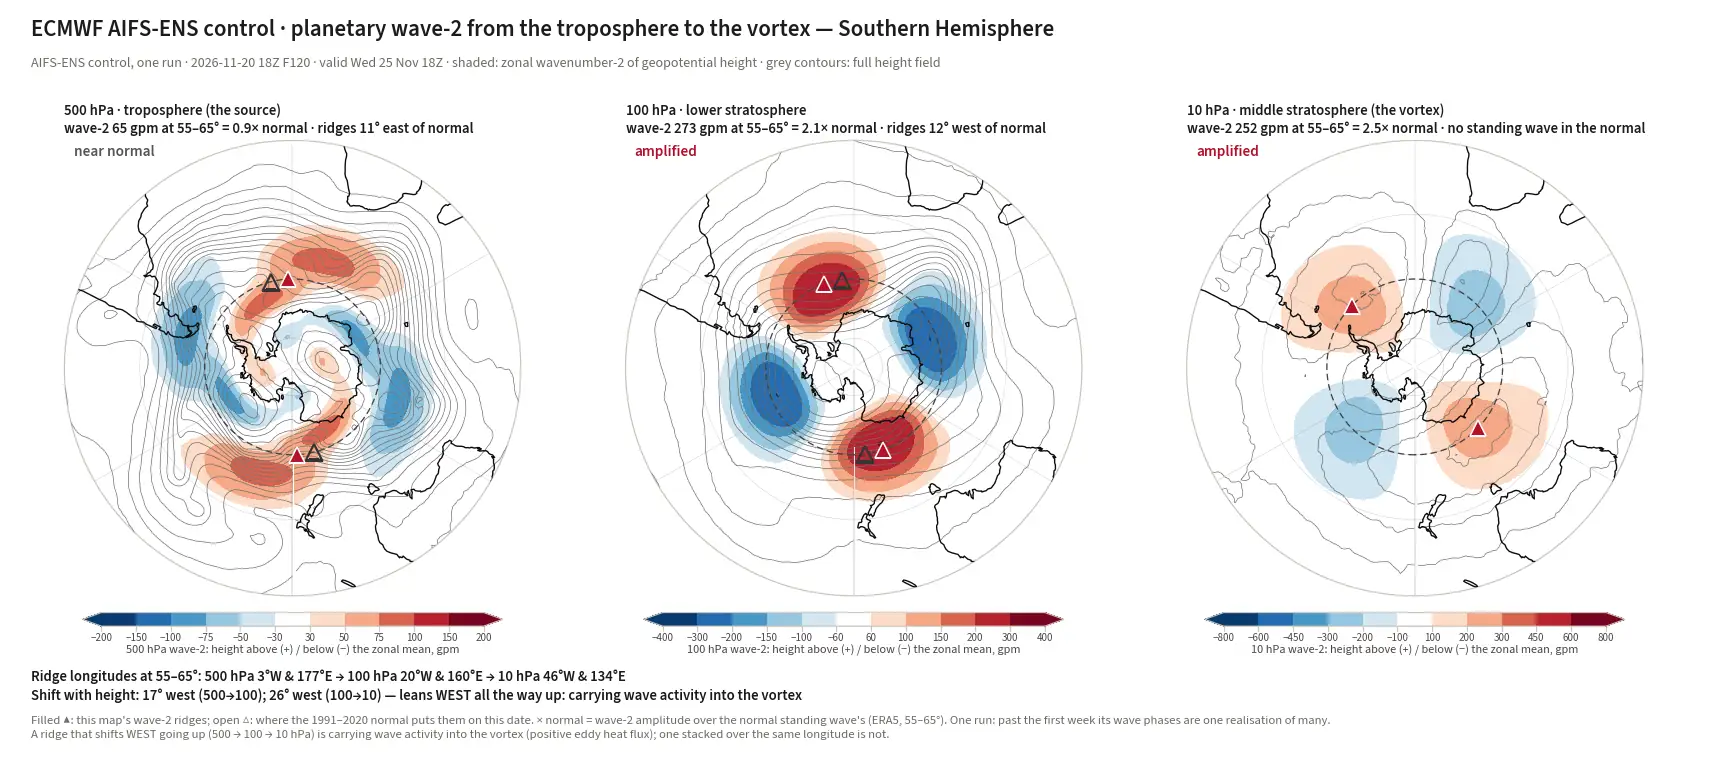 ECMWF AIFS-ENS control · planetary wave-2 from the troposphere to the vortex — Southern Hemisphere
AIFS-ENS control, one run · 2026-11-20 18Z F120 · valid Wed 25 Nov 18Z · shaded: zonal wavenumber-2 of geopotential height · grey contours: full height field
500 hPa · troposphere (the source)
wave-2 65 gpm at 55–65° = 0.9× normal · ridges 11° east of normal
near normal
100 hPa · lower stratosphere
wave-2 273 gpm at 55–65° = 2.1× normal · ridges 12° west of normal
amplified
10 hPa · middle stratosphere (the vortex)
wave-2 252 gpm at 55–65° = 2.5× normal · no standing wave in the normal
amplified
−200 −150 −100 −75 −50 −30 30 50 75 100 150 200
500 hPa wave-2: height above (+) / below (−) the zonal mean, gpm
−400 −300 −200 −150 −100 −60 60 100 150 200 300 400
100 hPa wave-2: height above (+) / below (−) the zonal mean, gpm
−800 −600 −450 −300 −200 −100 100 200 300 450 600 800
10 hPa wave-2: height above (+) / below (−) the zonal mean, gpm
Ridge longitudes at 55–65°: 500 hPa 3°W & 177°E → 100 hPa 20°W & 160°E → 10 hPa 46°W & 134°E
Shift with height: 17° west (500→100); 26° west (100→10) — leans WEST all the way up: carrying wave activity into the vortex
Filled ▲: this map's wave-2 ridges; open △: where the 1991–2020 normal puts them on this date. × normal = wave-2 amplitude over the normal standing wave's (ERA5, 55–65°). One run: past the first week its wave phases are one realisation of many.
A ridge that shifts WEST going up (500 → 100 → 10 hPa) is carrying wave activity into the vortex (positive eddy heat flux); one stacked over the same longitude is not.